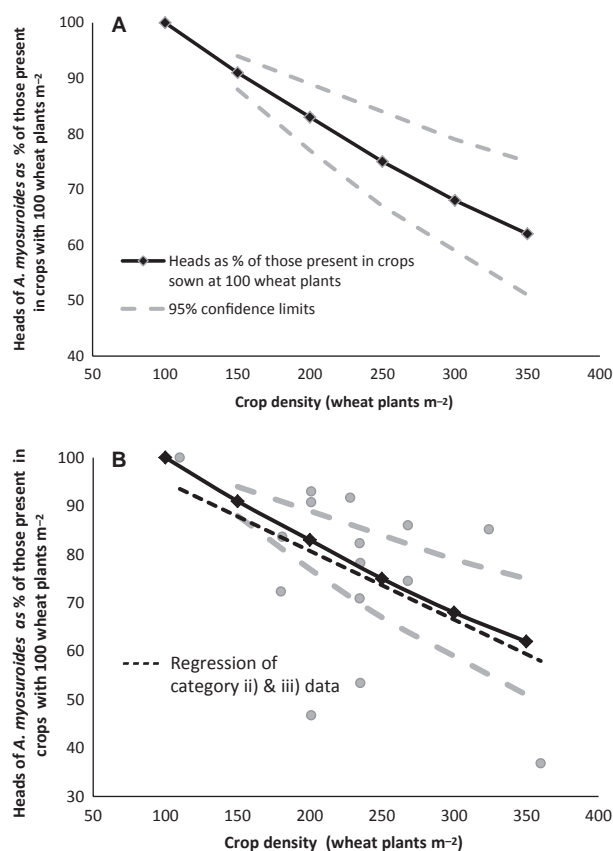 A
Heads of A. myosuroides as % of those present
in crops with 100 wheat plants m⁻²
100
90
80
70
60
50
40
Heads as % of those present in crops
sown at 100 wheat plants
95% confidence limits
50 100 150 200 250 300 350 400
Crop density (wheat plants m⁻²)
B
Heads of A. myosuroides as % of those present in
crops with 100 wheat plants m⁻²
100
90
80
70
60
50
40
30
Regression of
category ii) & iii) data
50 100 150 200 250 300 350 400
Crop density (wheat plants m⁻²)